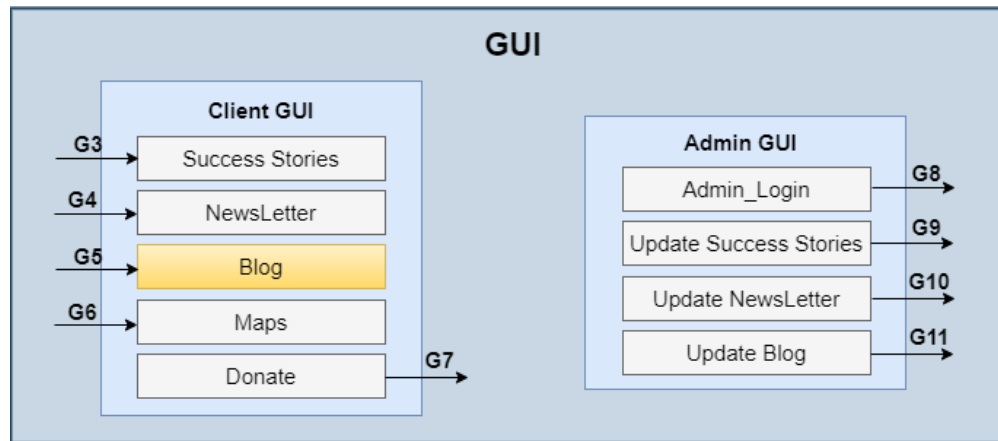 GUI
Client GUI
G3
Success Stories
G4
NewsLetter
G5
Blog
G6
Maps
Donate
G7
Admin GUI
Admin_Login
G8
Update Success Stories
G9
Update NewsLetter
G10
Update Blog
G11